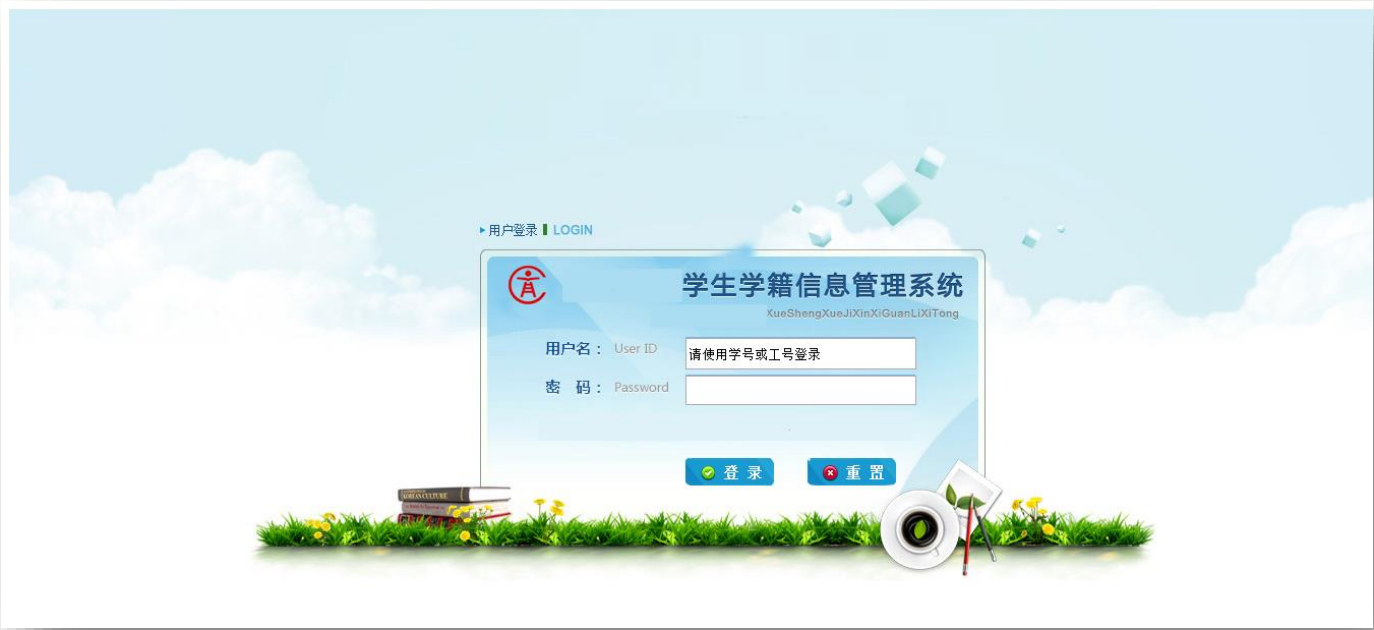 用户登录 LOGIN
学生学籍信息管理系统
XueShengXueJiXinXiGuanLiXiTong
用户名： User ID 请使用学号或工号登录
密 码： Password
登 录 重 置
KOREAN CULTURE